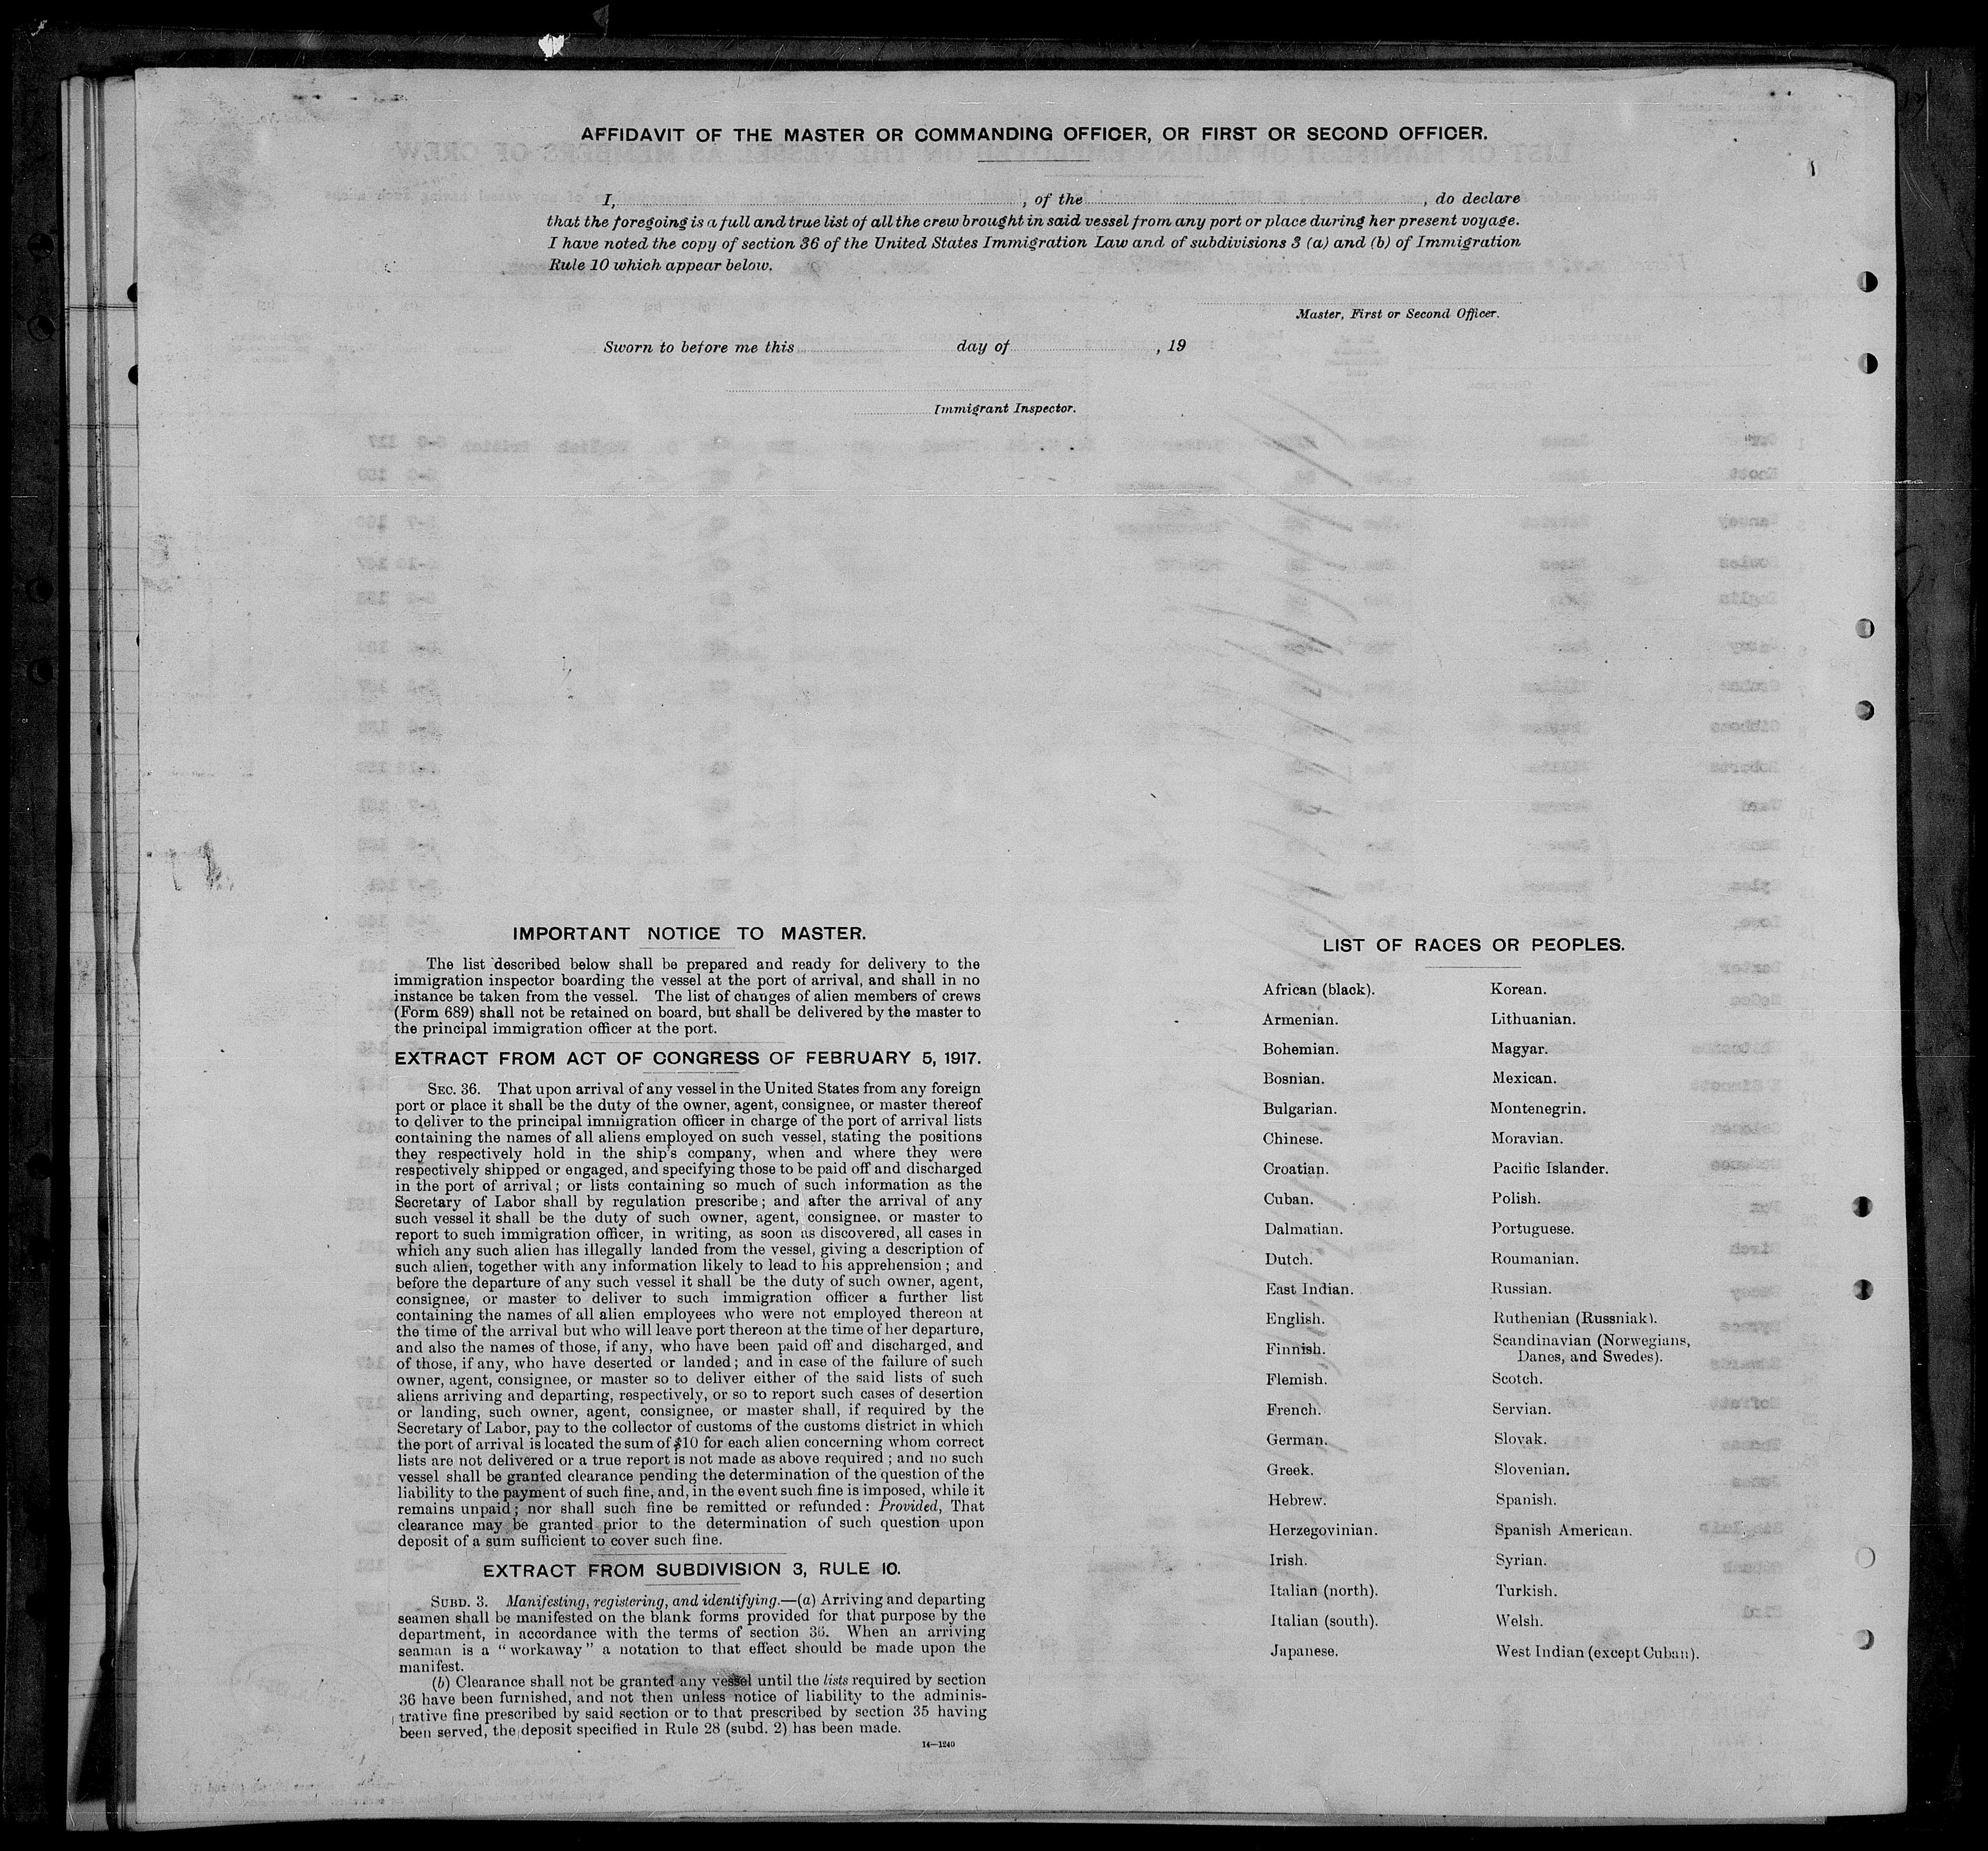 AFFIDAVIT OF THE MASTER OR COMMANDING OFFICER, OR FIRST OR SECOND OFFICER.
I, , of the , do declare
that the foregoing is a full and true list of all the crew brought in said vessel from any port or place during her present voyage.
I have noted the copy of section 36 of the United States Immigration Law and of subdivisions 3 (a) and (b) of Immigration
Rule 10 which appear below.
Master, First or Second Officer.
Sworn to before me this day of , 19
Immigrant Inspector.
IMPORTANT NOTICE TO MASTER.
The list described below shall be prepared and ready for delivery to the
immigration inspector boarding the vessel at the port of arrival, and shall in no
instance be taken from the vessel. The list of changes of alien members of crews
(Form 689) shall not be retained on board, but shall be delivered by the master to
the principal immigration officer at the port.
EXTRACT FROM ACT OF CONGRESS OF FEBRUARY 5, 1917.
SEC. 36. That upon arrival of any vessel in the United States from any foreign
port or place it shall be the duty of the owner, agent, consignee, or master thereof
to deliver to the principal immigration officer in charge of the port of arrival lists
containing the names of all aliens employed on such vessel, stating the positions
they respectively hold in the ship's company, when and where they were
respectively shipped or engaged, and specifying those to be paid off and discharged
in the port of arrival; or lists containing so much of such information as the
Secretary of Labor shall by regulation prescribe; and after the arrival of any
such vessel it shall be the duty of such owner, agent, consignee, or master to
report to such immigration officer, in writing, as soon as discovered, all cases in
which any such alien has illegally landed from the vessel, giving a description of
such alien, together with any information likely to lead to his apprehension; and
before the departure of any such vessel it shall be the duty of such owner, agent,
consignee, or master to deliver to such immigration officer a further list
containing the names of all alien employees who were not employed thereon at
the time of the arrival but who will leave port thereon at the time of her departure,
and also the names of those, if any, who have been paid off and discharged, and
of those, if any, who have deserted or landed; and in case of the failure of such
owner, agent, consignee, or master so to deliver either of the said lists of such
aliens arriving and departing, respectively, or so to report such cases of desertion
or landing, such owner, agent, consignee, or master shall, if required by the
Secretary of Labor, pay to the collector of customs of the customs district in which
the port of arrival is located the sum of $10 for each alien concerning whom correct
lists are not delivered or a true report is not made as above required; and no such
vessel shall be granted clearance pending the determination of the question of the
liability to the payment of such fine, and, in the event such fine is imposed, while it
remains unpaid; nor shall such fine be remitted or refunded: Provided, That
clearance may be granted prior to the determination of such question upon
deposit of a sum sufficient to cover such fine.
EXTRACT FROM SUBDIVISION 3, RULE 10.
SUBD. 3. Manifesting, registering, and identifying.—(a) Arriving and departing
seamen shall be manifested on the blank forms provided for that purpose by the
department, in accordance with the terms of section 36. When an arriving
seaman is a "workaway" a notation to that effect should be made upon the
manifest.
(b) Clearance shall not be granted any vessel until the lists required by section
36 have been furnished, and not then unless notice of liability to the adminis-
trative fine prescribed by said section or to that prescribed by section 35 having
been served, the deposit specified in Rule 28 (subd. 2) has been made.
14—1240
LIST OF RACES OR PEOPLES.
African (black).
Armenian.
Bohemian.
Bosnian.
Bulgarian.
Chinese.
Croatian.
Cuban.
Dalmatian.
Dutch.
East Indian.
English.
Finnish.
Flemish.
French.
German.
Greek.
Hebrew.
Herzegovinian.
Irish.
Italian (north).
Italian (south).
Japanese.
Korean.
Lithuanian.
Magyar.
Mexican.
Montenegrin.
Moravian.
Pacific Islander.
Polish.
Portuguese.
Roumanian.
Russian.
Ruthenian (Russniak).
Scandinavian (Norwegians,
Danes, and Swedes).
Scotch.
Servian.
Slovak.
Slovenian.
Spanish.
Spanish American.
Syrian.
Turkish.
Welsh.
West Indian (except Cuban).